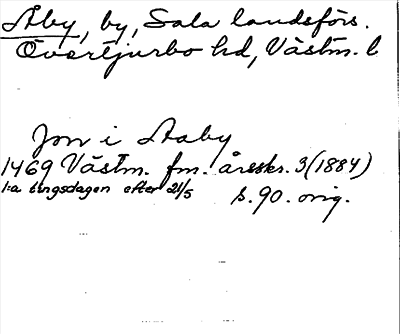 Åby, by, Sala landsförs.
Övertjurbo hd, Västm. l.
Jon i Aaby
1469 Västm. fm. årsskr. 3 (1884)
1:a tingsdagen efter 21/5 s. 90. orig.